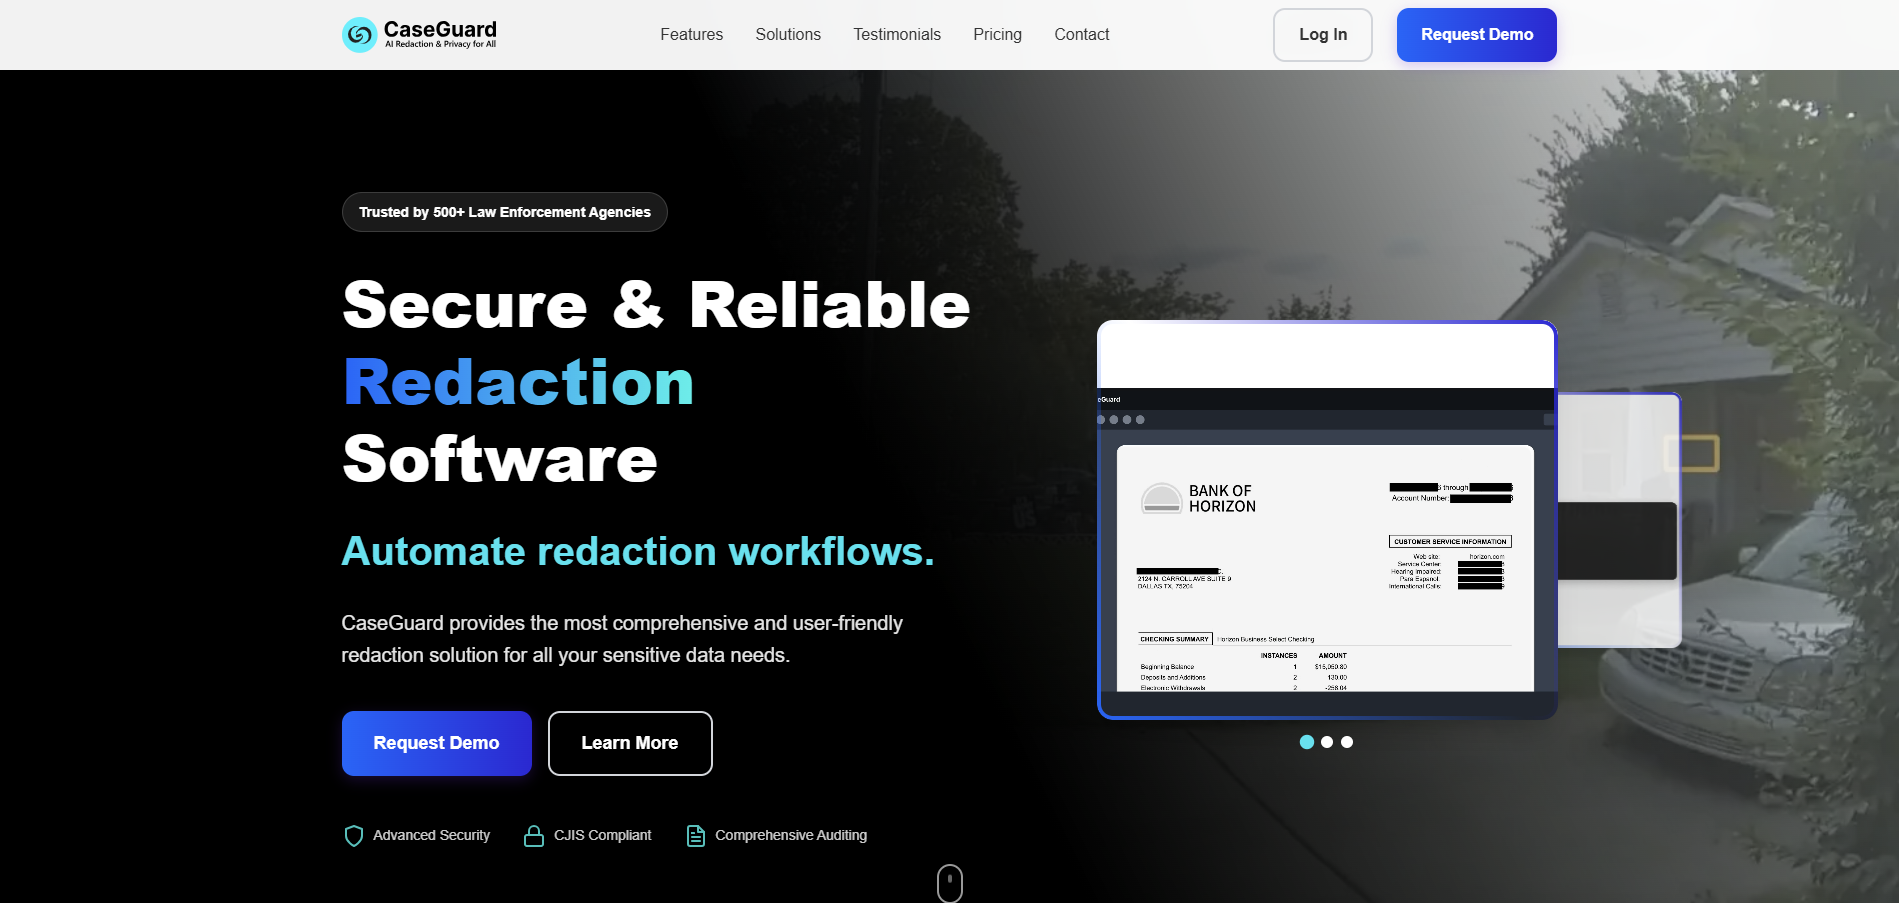 CaseGuard
AI Redaction & Privacy for All
Features
Solutions
Testimonials
Pricing
Contact
Log In
Request Demo
Trusted by 500+ Law Enforcement Agencies
Secure & Reliable
Redaction
Software
Automate redaction workflows.
CaseGuard provides the most comprehensive and user-friendly
redaction solution for all your sensitive data needs.
Request Demo
Learn More
Advanced Security
CJIS Compliant
Comprehensive Auditing
eGuard
BANK OF
HORIZON
through
Account Number:
CUSTOMER SERVICE INFORMATION
Web site: horizon.com
Service Center:
Hearing Impaired:
Para Espanol:
International Calls:
2124 N. CARROLL AVE SUITE 9
DALLAS TX, 75204
CHECKING SUMMARY Horizon Business Select Checking
INSTANCES AMOUNT
Beginning Balance 1 $15,050.80
Deposits and Additions 2 130.00
Electronic Withdrawals 2 -256.04